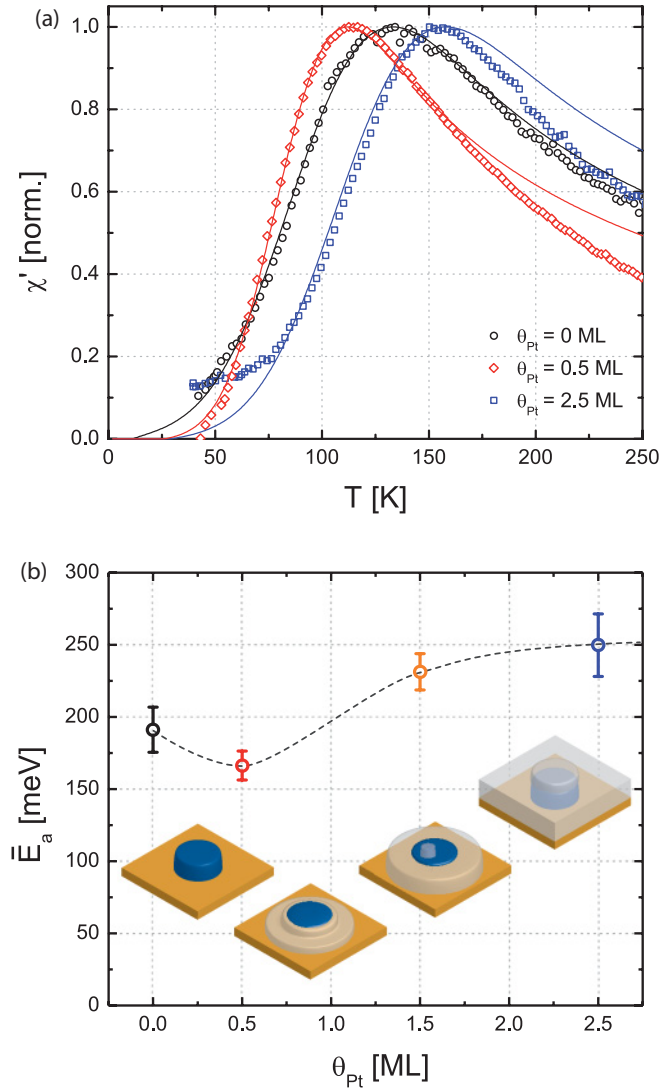 (a)
1.0
0.8
0.6
0.4
0.2
0.0
χ' [norm.]
θPt = 0 ML
θPt = 0.5 ML
θPt = 2.5 ML
0 50 100 150 200 250
T [K]
(b)
300
250
200
150
100
50
0
Ēa [meV]
0.0 0.5 1.0 1.5 2.0 2.5
θPt [ML]